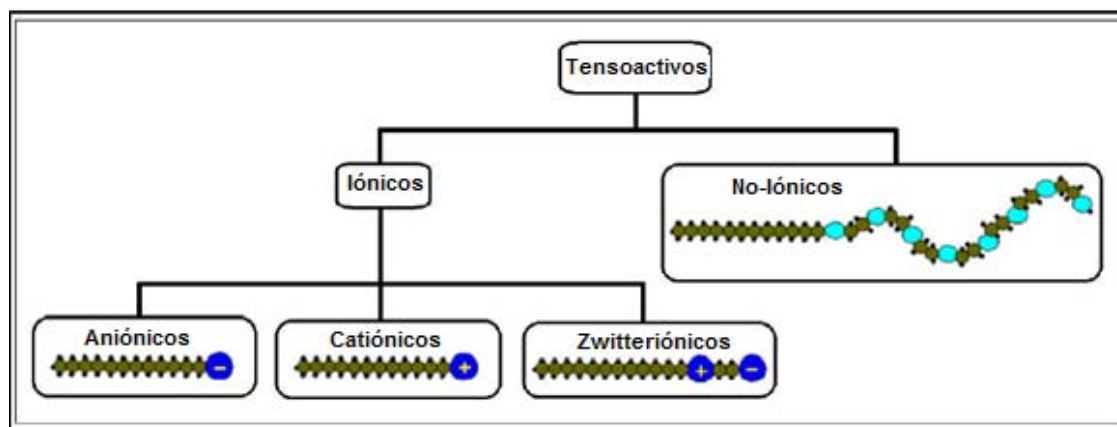 Tensoactivos
Iónicos
No-Iónicos
Aniónicos
Catiónicos
Zwitteriónicos
−
+
+
−